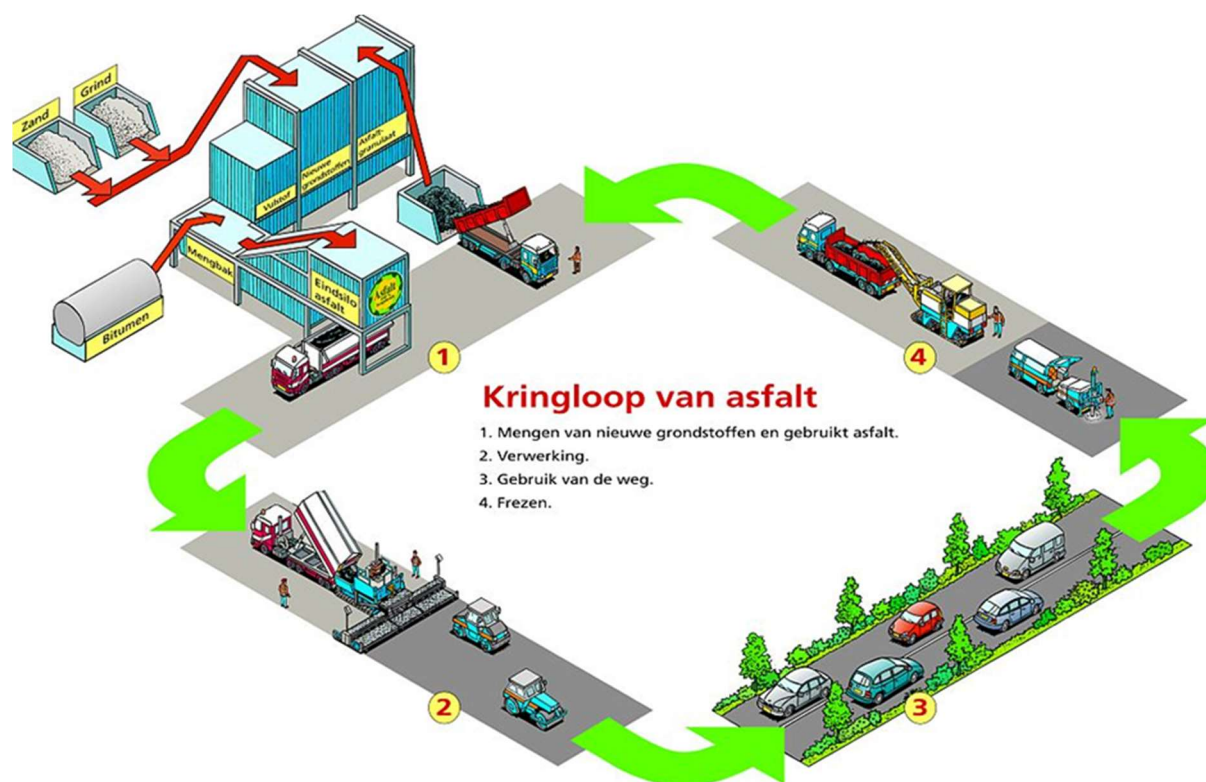 Zand
Grind
Vulstof
Nieuwe
grondstoffen
Asfalt-
granulaat
Mengbak
Eindsilo
asfalt
Asfalt
Bitumen
1
4
Kringloop van asfalt
1. Mengen van nieuwe grondstoffen en gebruikt asfalt.
2. Verwerking.
3. Gebruik van de weg.
4. Frezen.
2
3